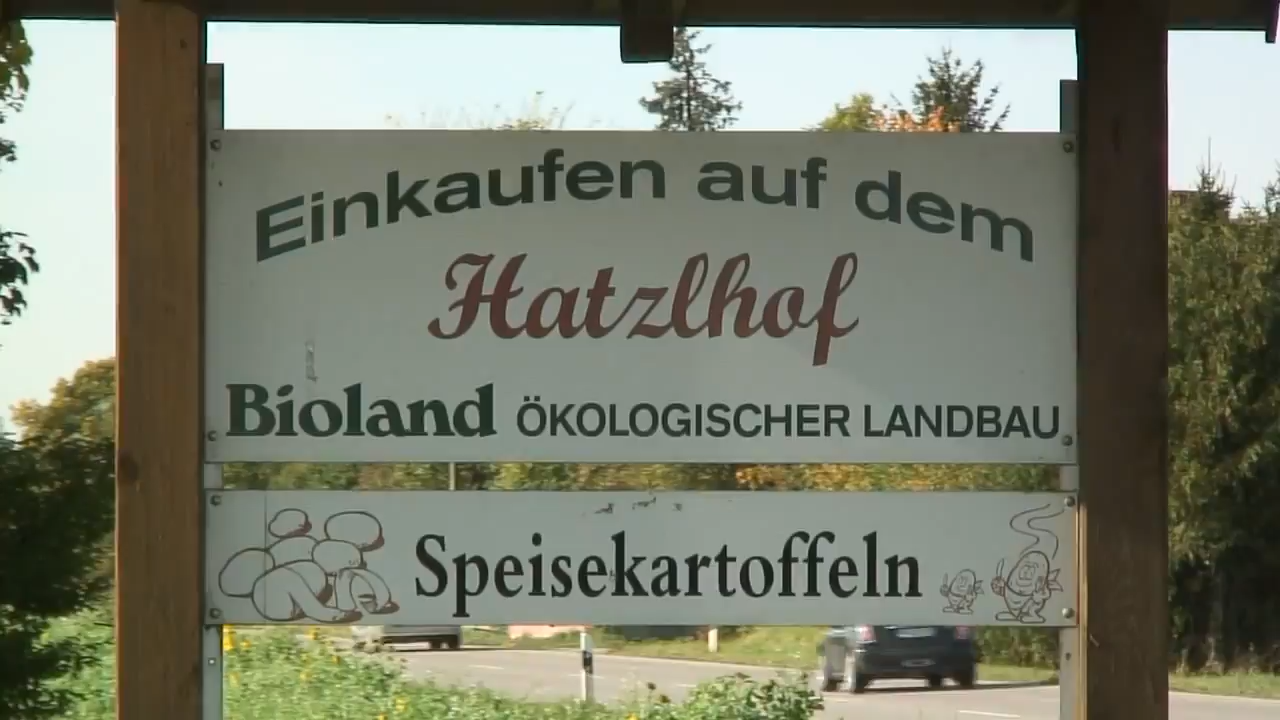 Einkaufen auf dem
Hatzlhof
Bioland ÖKOLOGISCHER LANDBAU
Speisekartoffeln